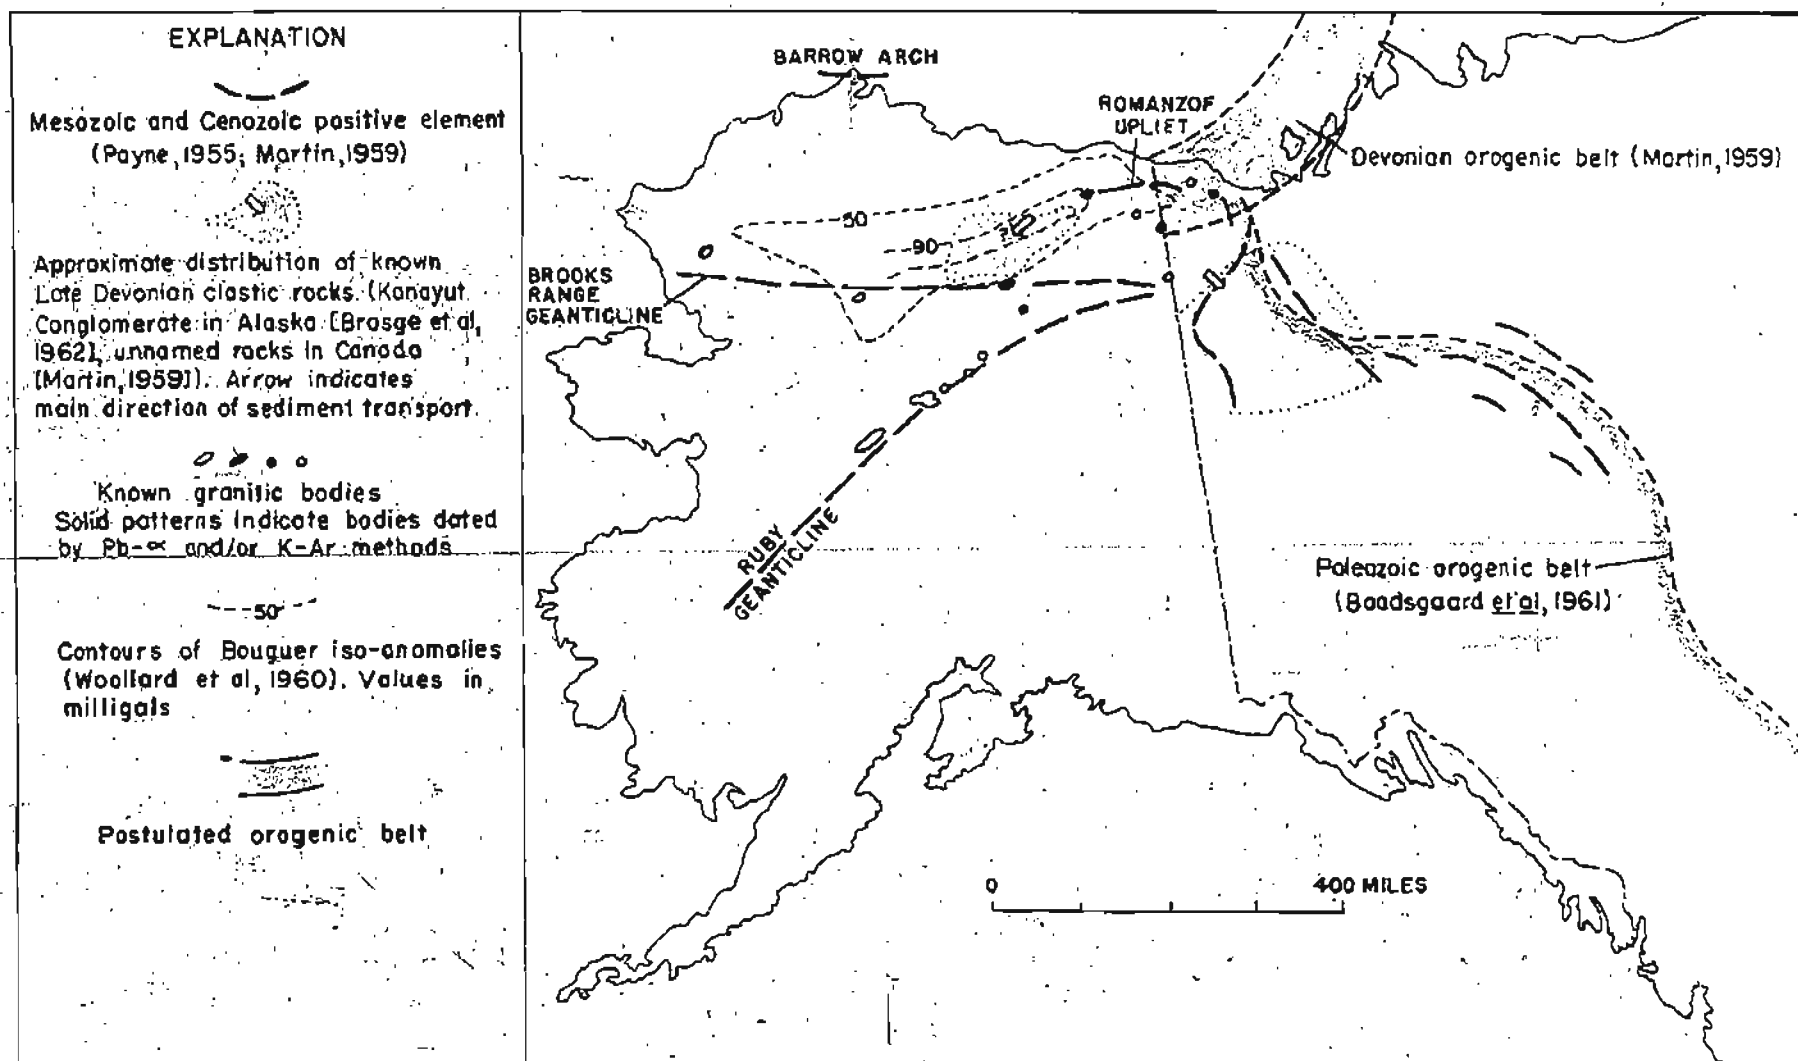 EXPLANATION
Mesozoic and Cenozoic positive element
(Payne, 1955; Martin, 1959)
Approximate distribution of known
Late Devonian clastic rocks. (Kanayut
Conglomerate in Alaska [Brosge et al,
1962], unnamed rocks in Canada
[Martin, 1959]). Arrow indicates
main direction of sediment transport.
Known granitic bodies
Solid patterns indicate bodies dated
by Pb-∝ and/or K-Ar methods
50
Contours of Bouguer iso-anomalies
(Woollard et al, 1960). Values in
milligals
Postulated orogenic belt
BARROW ARCH
ROMANZOF
UPLIFT
Devonian orogenic belt (Martin, 1959)
50
90
BROOKS
RANGE
GEANTICLINE
RUBY
GEANTICLINE
Paleozoic orogenic belt
(Baadsgaard et al, 1961)
0 400 MILES